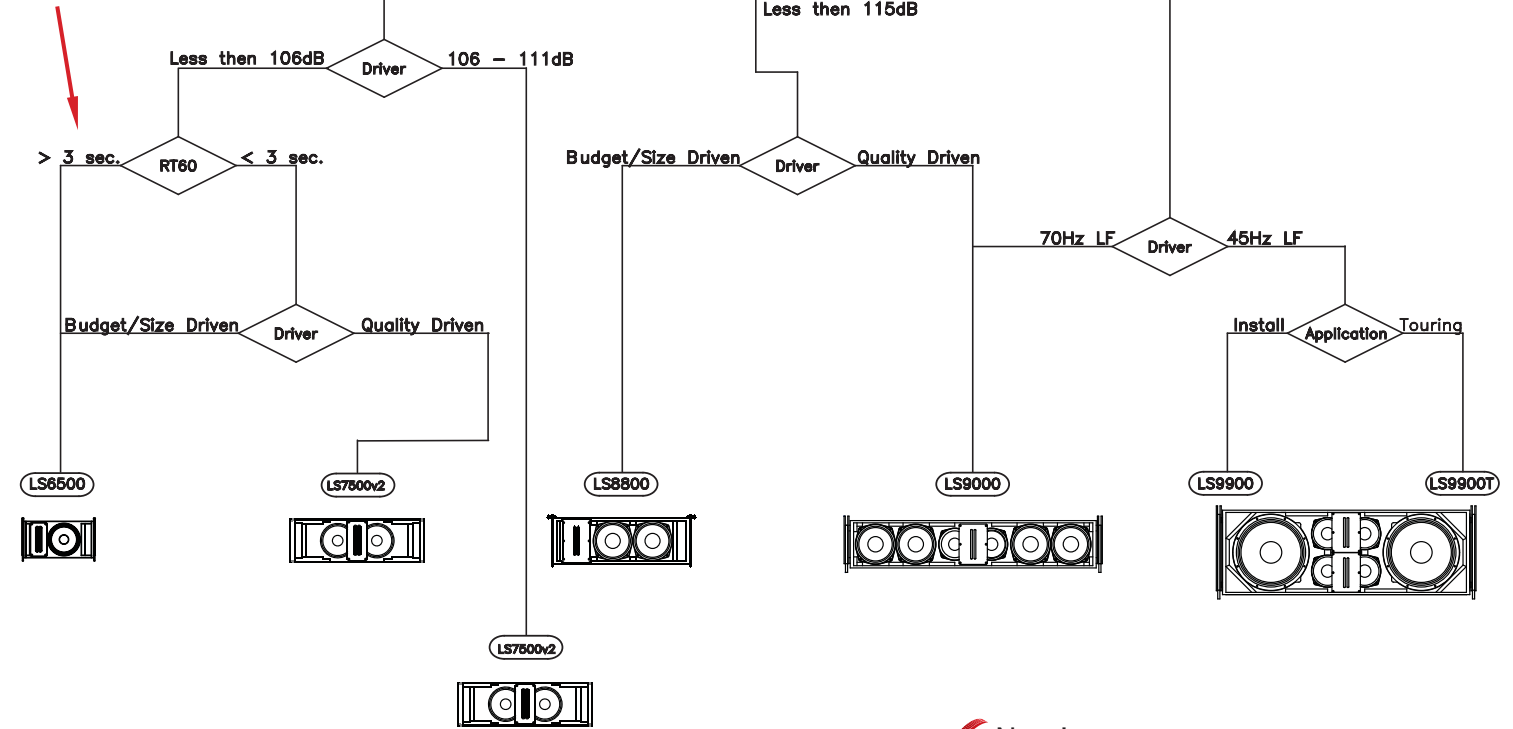 Less then 115dB
Less then 106dB
Driver
106 - 111dB
> 3 sec.
RT60
< 3 sec.
Budget/Size Driven
Driver
Quality Driven
70Hz LF
Driver
45Hz LF
Budget/Size Driven
Driver
Quality Driven
Install
Application
Touring
LS6500
LS7500v2
LS8800
LS9000
LS9900
LS9900T
LS7500v2